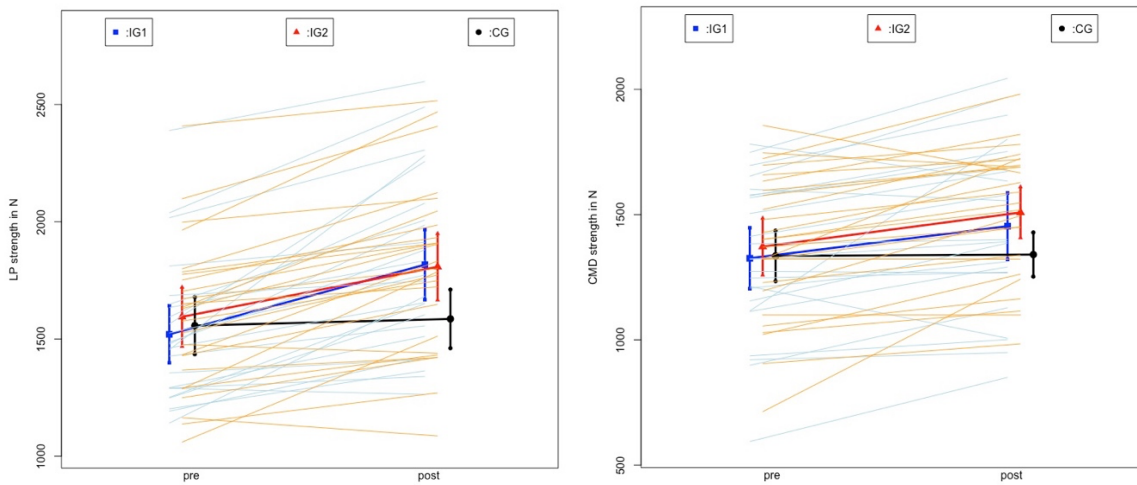 :IG1 :IG2 :CG
LP strength in N
2500
2000
1500
1000
pre post
:IG1 :IG2 :CG
CMD strength in N
2000
1500
1000
500
pre post